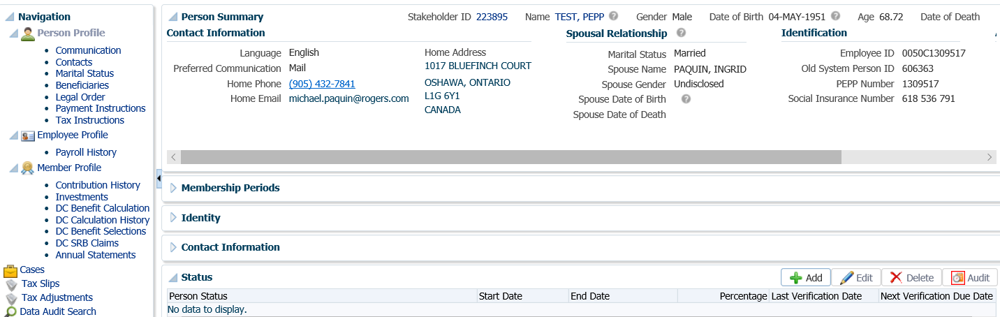 Navigation
Person Profile
Communication
Contacts
Marital Status
Beneficiaries
Legal Order
Payment Instructions
Tax Instructions
Employee Profile
Payroll History
Member Profile
Contribution History
Investments
DC Benefit Calculation
DC Calculation History
DC Benefit Selections
DC SRB Claims
Annual Statements
Cases
Tax Slips
Tax Adjustments
Data Audit Search
Person Summary Stakeholder ID 223895 Name TEST, PEPP Gender Male Date of Birth 04-MAY-1951 Age 68.72 Date of Death
Contact Information
Language English
Preferred Communication Mail
Home Phone (905) 432-7841
Home Email michael.paquin@rogers.com
Home Address
1017 BLUEFINCH COURT
OSHAWA, ONTARIO
L1G 6Y1
CANADA
Spousal Relationship
Marital Status Married
Spouse Name PAQUIN, INGRID
Spouse Gender Undisclosed
Spouse Date of Birth
Spouse Date of Death
Identification
Employee ID 0050C1309517
Old System Person ID 606363
PEPP Number 1309517
Social Insurance Number 618 536 791
Membership Periods
Identity
Contact Information
Status Add Edit Delete Audit
Person Status Start Date End Date Percentage Last Verification Date Next Verification Due Date
No data to display.